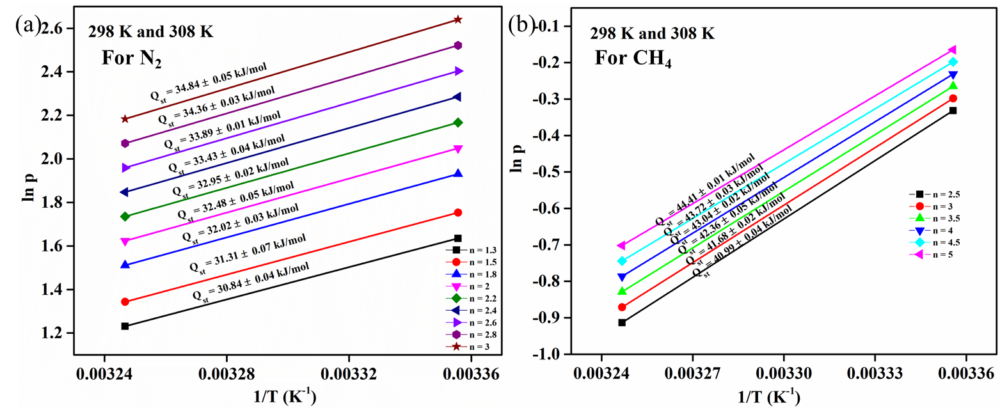 (a)
298 K and 308 K
For N2
Qst = 34.84 ± 0.05 kJ/mol
Qst = 34.36 ± 0.03 kJ/mol
Qst = 33.89 ± 0.01 kJ/mol
Qst = 33.43 ± 0.04 kJ/mol
Qst = 32.95 ± 0.02 kJ/mol
Qst = 32.48 ± 0.05 kJ/mol
Qst = 32.02 ± 0.03 kJ/mol
Qst = 31.31 ± 0.07 kJ/mol
Qst = 30.84 ± 0.04 kJ/mol
2.6
2.4
2.2
2.0
1.8
1.6
1.4
1.2
ln p
n = 1.3
n = 1.5
n = 1.8
n = 2
n = 2.2
n = 2.4
n = 2.6
n = 2.8
n = 3
0.00324 0.00328 0.00332 0.00336
1/T (K-1)
(b)
298 K and 308 K
For CH4
Qst = 44.41 ± 0.01 kJ/mol
Qst = 43.72 ± 0.03 kJ/mol
Qst = 43.04 ± 0.02 kJ/mol
Qst = 42.36 ± 0.05 kJ/mol
Qst = 41.68 ± 0.02 kJ/mol
Qst = 40.99 ± 0.04 kJ/mol
-0.1
-0.2
-0.3
-0.4
-0.5
-0.6
-0.7
-0.8
-0.9
-1.0
ln p
n = 2.5
n = 3
n = 3.5
n = 4
n = 4.5
n = 5
0.00324 0.00327 0.00330 0.00333 0.00336
1/T (K-1)